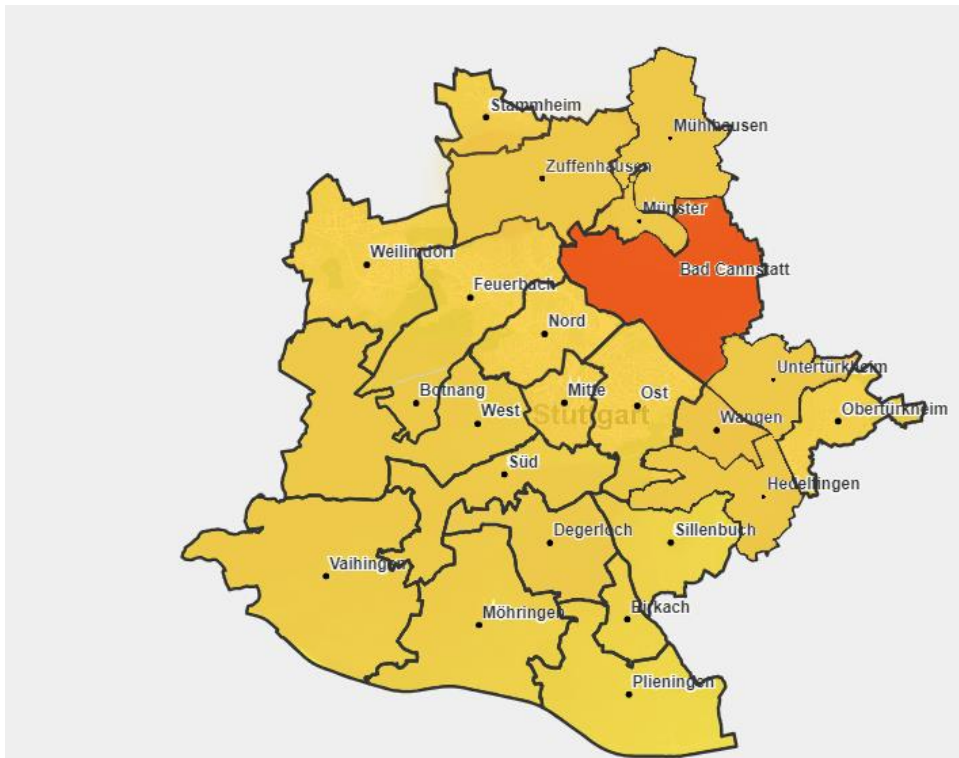 Stammheim
Mühlhausen
Zuffenhausen
Münster
Weilimdorf
Bad Cannstatt
Feuerbach
Nord
Untertürkheim
Botnang
West
Mitte
Ost
Obertürkheim
Stuttgart
Wangen
Süd
Hedelfingen
Degerloch
Sillenbuch
Vaihingen
Möhringen
Birkach
Plieningen